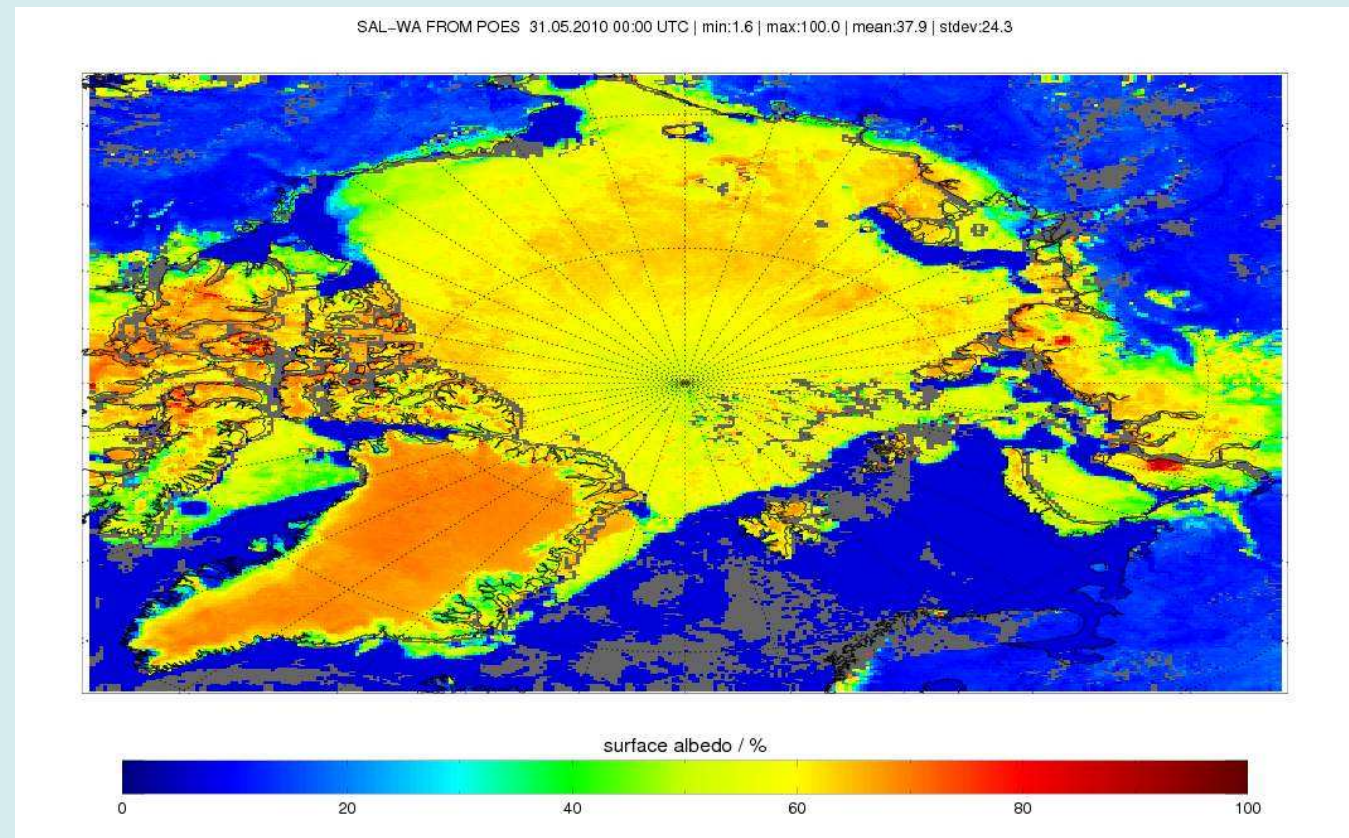 SAL-WA FROM POES 31.05.2010 00:00 UTC | min:1.6 | max:100.0 | mean:37.9 | stdev:24.3
surface albedo / %
0 20 40 60 80 100